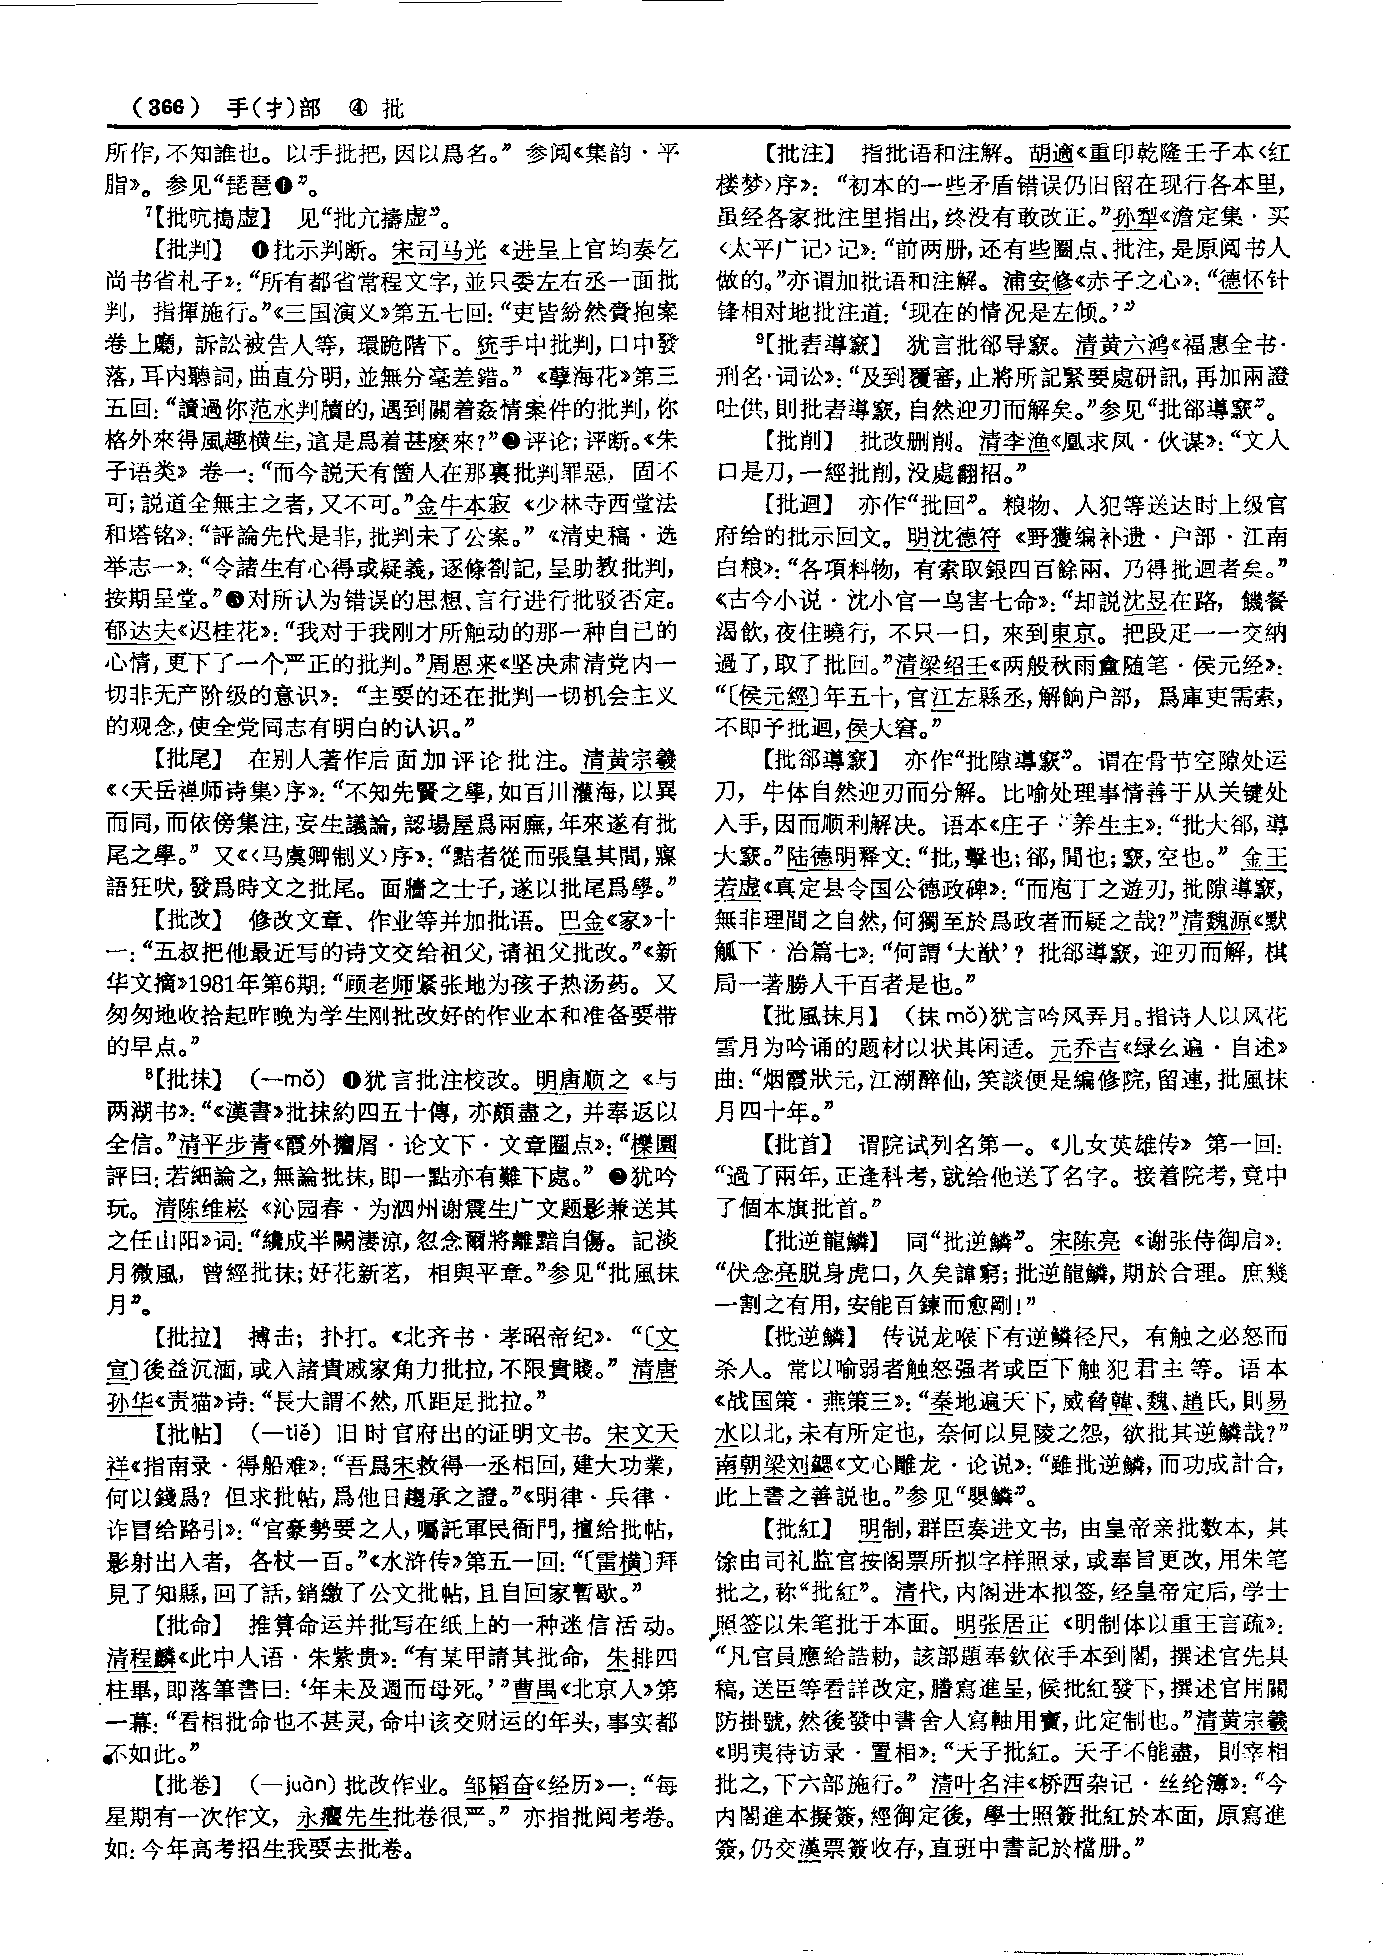 （366） 手(扌)部 ④ 批
所作，不知誰也。以手批把，因以爲名。”参阅《集韵·平
脂》。参见“琵琶❶”。
⁷【批吭搗虚】 见“批亢擣虚”。
【批判】 ❶批示判断。宋司马光《进呈上官均奏乞
尚书省札子》：“所有都省常程文字，並只委左右丞一面批
判，指揮施行。”《三国演义》第五七回：“吏皆紛然賫抱案
卷上廳，訴訟被告人等，環跪階下。统手中批判，口中發
落，耳内聽詞，曲直分明，並無分毫差錯。”《孽海花》第三
五回：“讀過你范水判牘的，遇到關着姦情案件的批判，你
格外來得風趣横生，這是爲着甚麽來？”❷评论；评断。《朱
子语类》卷一：“而今説天有箇人在那裏批判罪惡，固不
可；説道全無主之者，又不可。”金牛本寂《少林寺西堂法
和塔铭》：“評論先代是非，批判未了公案。”《清史稿·选
举志一》：“令諸生有心得或疑義，逐條劄記，呈助教批判，
按期呈堂。”❸对所认为错误的思想、言行进行批驳否定。
郁达夫《迟桂花》：“我对于我刚才所触动的那一种自己的
心情，更下了一个严正的批判。”周恩来《坚决肃清党内一
切非无产阶级的意识》：“主要的还在批判一切机会主义
的观念，使全党同志有明白的认识。”
【批尾】 在别人著作后面加评论批注。清黄宗羲
《〈天岳禅师诗集〉序》：“不知先賢之學，如百川灌海，以異
而同，而依傍集注，妄生議論，認場屋爲兩廡，年來遂有批
尾之學。”又《〈马虞卿制义〉序》：“黠者從而張皇其間，寱
語狂吠，發爲時文之批尾。面牆之士子，遂以批尾爲學。”
【批改】 修改文章、作业等并加批语。巴金《家》十
一：“五叔把他最近写的诗文交给祖父，请祖父批改。”《新
华文摘》1981年第6期：“顾老师紧张地为孩子热汤药。又
匆匆地收拾起昨晚为学生刚批改好的作业本和准备要带
的早点。”
⁸【批抹】 （—mǒ）❶犹言批注校改。明唐顺之《与
两湖书》：“《漢書》批抹約四五十傳，亦頗盡之，并奉返以
全信。”清平步青《霞外攟屑·论文下·文章圈点》：“櫟園
評曰：若細論之，無論批抹，即一點亦有難下處。”❷犹吟
玩。清陈维崧《沁园春·为泗州谢震生广文题影兼送其
之任山阳》词：“纔成半闋淒涼，忽念爾將離黯自傷。記淡
月微風，曾經批抹；好花新茗，相與平章。”参见“批風抹
月”。
【批拉】 搏击；扑打。《北齐书·孝昭帝纪》：“〔文
宣〕後益沉湎，或入諸貴戚家角力批拉，不限貴賤。”清唐
孙华《责猫》诗：“長大謂不然，爪距足批拉。”
【批帖】 （—tiě）旧时官府出的证明文书。宋文天
祥《指南录·得船难》：“吾爲宋救得一丞相回，建大功業，
何以錢爲？但求批帖，爲他日趨承之證。”《明律·兵律·
诈冒给路引》：“官豪勢要之人，囑託軍民衙門，擅給批帖，
影射出入者，各杖一百。”《水浒传》第五一回：“〔雷横〕拜
見了知縣，回了話，銷繳了公文批帖，且自回家暫歇。”
【批命】 推算命运并批写在纸上的一种迷信活动。
清程麟《此中人语·朱紫贵》：“有某甲請其批命，朱排四
柱畢，即落筆書曰：‘年未及週而母死。’”曹禺《北京人》第
一幕：“看相批命也不甚灵，命中该交财运的年头，事实都
不如此。”
【批卷】 （—juàn）批改作业。邹韬奋《经历》一：“每
星期有一次作文，永癯先生批卷很严。”亦指批阅考卷。
如：今年高考招生我要去批卷。
【批注】 指批语和注解。胡適《重印乾隆壬子本〈红
楼梦〉序》：“初本的一些矛盾错误仍旧留在现行各本里，
虽经各家批注里指出，终没有敢改正。”孙犁《澹定集·买
〈太平广记〉记》：“前两册，还有些圈点、批注，是原阅书人
做的。”亦谓加批语和注解。浦安修《赤子之心》：“德怀针
锋相对地批注道：‘现在的情况是左倾。’”
⁹【批砉導窾】 犹言批郤导窾。清黄六鸿《福惠全书·
刑名·词讼》：“及到覆審，止將所記緊要處研訊，再加兩證
吐供，則批砉導窾，自然迎刃而解矣。”参见“批郤導窾”。
【批削】 批改删削。清李渔《凰求凤·伙谋》：“文人
口是刀，一經批削，没處翻招。”
【批迴】 亦作“批回”。粮物、人犯等送达时上级官
府给的批示回文。明沈德符《野獲编补遗·户部·江南
白粮》：“各項料物，有索取銀四百餘兩，乃得批迴者矣。”
《古今小说·沈小官一鸟害七命》：“却説沈昱在路，饑餐
渴飲，夜住曉行，不只一日，來到東京。把段疋一一交納
過了，取了批回。”清梁绍壬《两般秋雨盦随笔·侯元经》：
“〔侯元經〕年五十，官江左縣丞，解餉户部，爲庫吏需索，
不即予批迴，侯大窘。”
【批郤導窾】 亦作“批隙導窾”。谓在骨节空隙处运
刀，牛体自然迎刃而分解。比喻处理事情善于从关键处
入手，因而顺利解决。语本《庄子·养生主》：“批大郤，導
大窾。”陆德明释文：“批，擊也；郤，閒也；窾，空也。”金王
若虚《真定县令国公德政碑》：“而庖丁之遊刃，批隙導窾，
無非理間之自然，何獨至於爲政者而疑之哉？”清魏源《默
觚下·治篇七》：“何謂‘大猷’？批郤導窾，迎刃而解，棋
局一著勝人千百者是也。”
【批風抹月】 （抹 mǒ）犹言吟风弄月。指诗人以风花
雪月为吟诵的题材以状其闲适。元乔吉《绿幺遍·自述》
曲：“烟霞狀元，江湖醉仙，笑談便是編修院，留連，批風抹
月四十年。”
【批首】 谓院试列名第一。《儿女英雄传》第一回：
“過了兩年，正逢科考，就给他送了名字。接着院考，竟中
了個本旗批首。”
【批逆龍鱗】 同“批逆鱗”。宋陈亮《谢张侍御启》：
“伏念亮脱身虎口，久矣諱窮；批逆龍鱗，期於合理。庶幾
一割之有用，安能百鍊而愈剛！”
【批逆鱗】 传说龙喉下有逆鳞径尺，有触之必怒而
杀人。常以喻弱者触怒强者或臣下触犯君主等。语本
《战国策·燕策三》：“秦地遍天下，威脅韓、魏、趙氏，則易
水以北，未有所定也，奈何以見陵之怨，欲批其逆鱗哉？”
南朝梁刘勰《文心雕龙·论说》：“雖批逆鱗，而功成計合，
此上書之善説也。”参见“嬰鱗”。
【批紅】 明制，群臣奏进文书，由皇帝亲批数本，其
馀由司礼监官按阁票所拟字样照录，或奉旨更改，用朱笔
批之，称“批紅”。清代，内阁进本拟签，经皇帝定后，学士
照签以朱笔批于本面。明张居正《明制体以重王言疏》：
“凡官員應給誥勅，該部題奉欽依手本到閣，撰述官先具
稿，送臣等看詳改定，謄寫進呈，候批紅發下，撰述官用關
防掛號，然後發中書舍人寫軸用寶，此定制也。”清黄宗羲
《明夷待访录·置相》：“天子批紅。天子不能盡，則宰相
批之，下六部施行。”清叶名沣《桥西杂记·丝纶簿》：“今
内閣進本擬簽，經御定後，學士照簽批紅於本面，原寫進
簽，仍交漢票簽收存，直班中書記於檔册。”